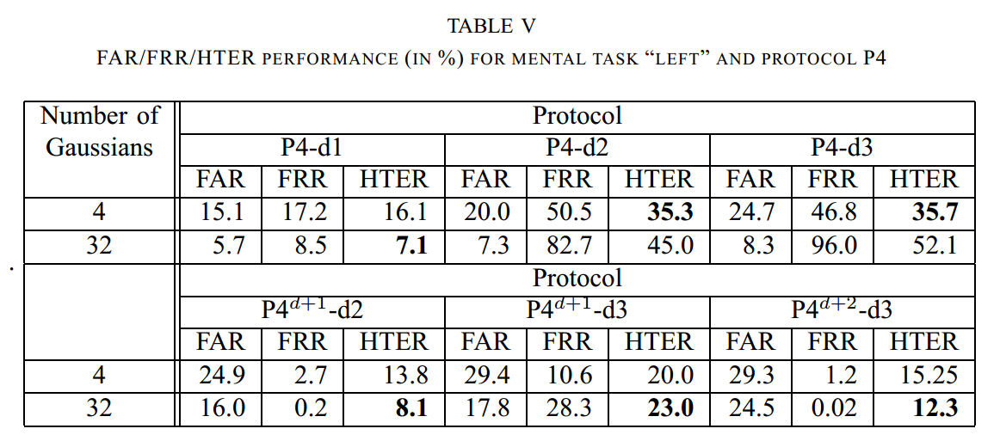 TABLE V
FAR/FRR/HTER PERFORMANCE (IN %) FOR MENTAL TASK “LEFT” AND PROTOCOL P4
Number of Gaussians Protocol
P4-d1 P4-d2 P4-d3
FAR FRR HTER FAR FRR HTER FAR FRR HTER
4 15.1 17.2 16.1 20.0 50.5 35.3 24.7 46.8 35.7
32 5.7 8.5 7.1 7.3 82.7 45.0 8.3 96.0 52.1
.
Protocol
P4^{d+1}-d2 P4^{d+1}-d3 P4^{d+2}-d3
FAR FRR HTER FAR FRR HTER FAR FRR HTER
4 24.9 2.7 13.8 29.4 10.6 20.0 29.3 1.2 15.25
32 16.0 0.2 8.1 17.8 28.3 23.0 24.5 0.02 12.3